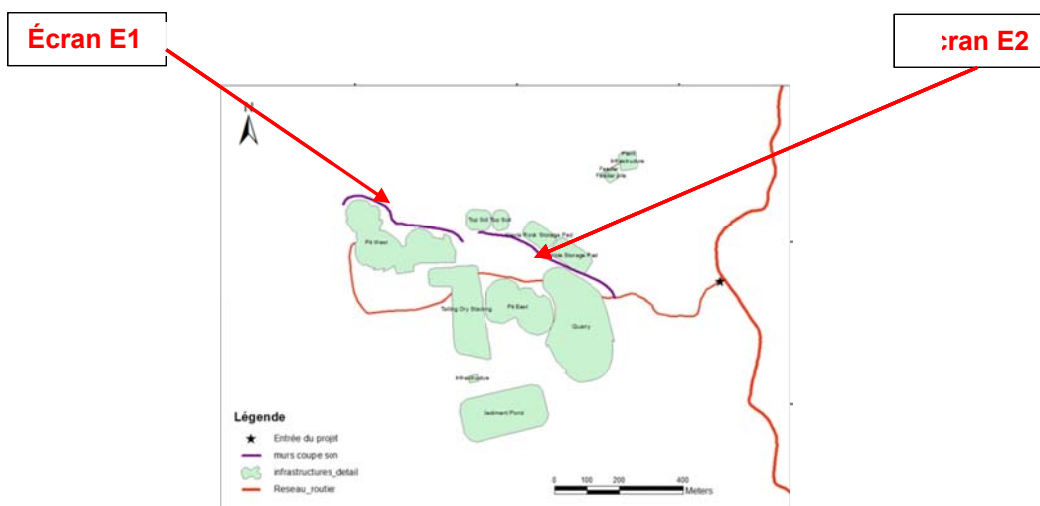 Écran E1
cran E2
N
Infrastructure
Top Soil Top Soil
Pit West
Rock Storage Pad
Storage Pad
Tailing Dry Stacking
Pit East
Quarry
Infrastructure
Sediment Pond
Légende
Entrée du projet
murs coupe son
infrastructures_detail
Reseau_routier
0 100 200 400
Meters